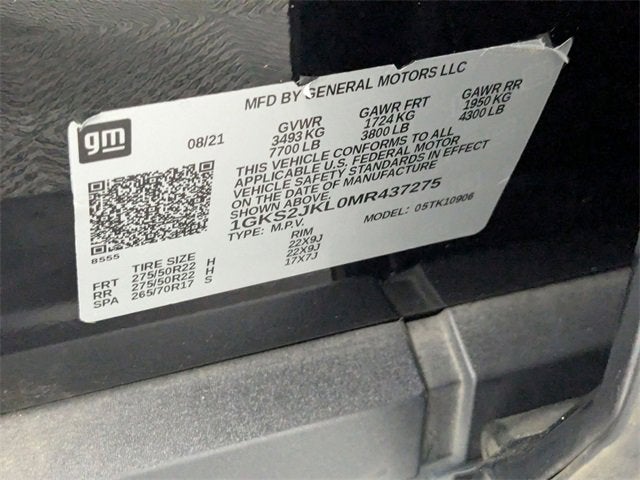 MFD BY GENERAL MOTORS LLC
gm
08/21
GVWR GAWR FRT GAWR RR
3493 KG 1724 KG 1950 KG
7700 LB 3800 LB 4300 LB
THIS VEHICLE CONFORMS TO ALL
APPLICABLE U.S. FEDERAL MOTOR
VEHICLE SAFETY STANDARDS IN EFFECT
ON THE DATE OF MANUFACTURE
SHOWN ABOVE.
1GKS2JKL0MR437275
TYPE: M.P.V. MODEL: 05TK10906
8555
TIRE SIZE RIM
FRT 275/50R22 H 22X9J
RR 275/50R22 H 22X9J
SPA 265/70R17 S 17X7J